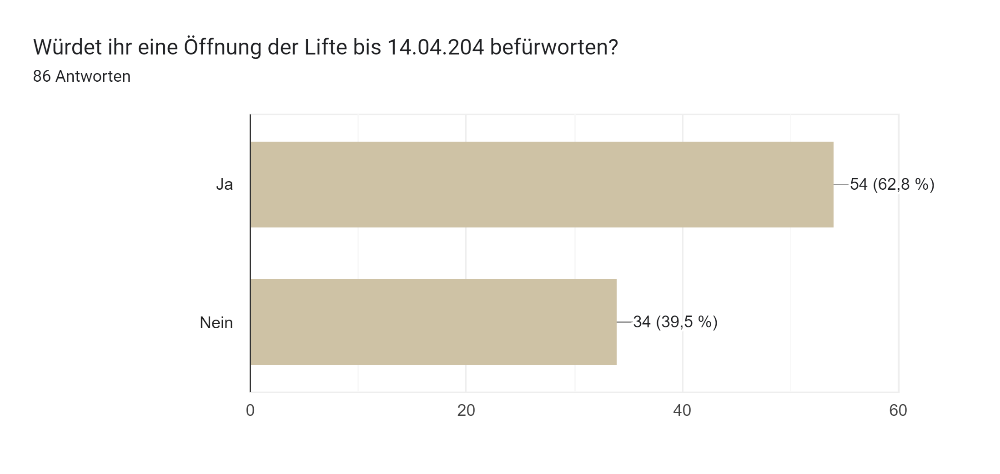 Würdet ihr eine Öffnung der Lifte bis 14.04.204 befürworten?
86 Antworten
Ja
54 (62,8 %)
Nein
34 (39,5 %)
0 20 40 60